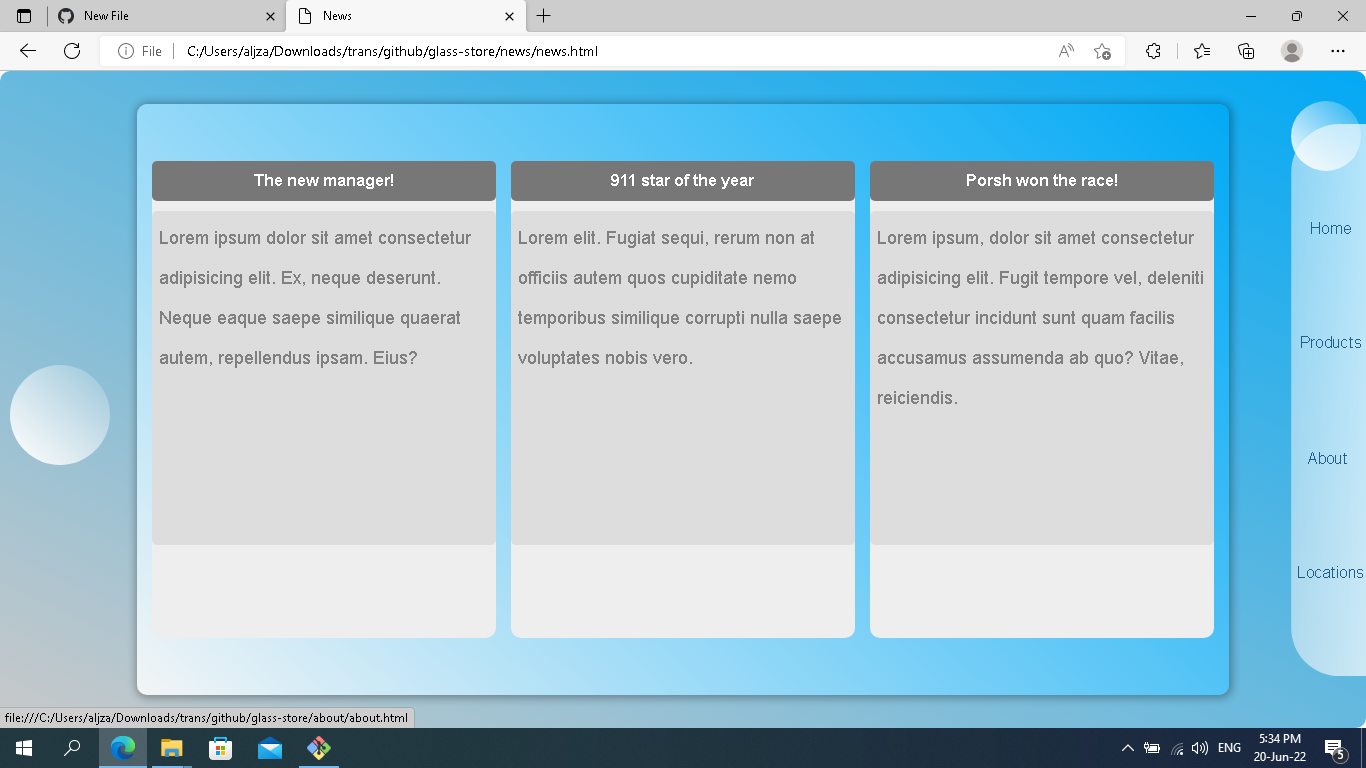 New File
News
File
C:/Users/aljza/Downloads/trans/github/glass-store/news/news.html
The new manager!
Lorem ipsum dolor sit amet consectetur
adipisicing elit. Ex, neque deserunt.
Neque eaque saepe similique quaerat
autem, repellendus ipsam. Eius?
911 star of the year
Lorem elit. Fugiat sequi, rerum non at
officiis autem quos cupiditate nemo
temporibus similique corrupti nulla saepe
voluptates nobis vero.
Porsh won the race!
Lorem ipsum, dolor sit amet consectetur
adipisicing elit. Fugit tempore vel, deleniti
consectetur incidunt sunt quam facilis
accusamus assumenda ab quo? Vitae,
reiciendis.
Home
Products
About
Locations
file:///C:/Users/aljza/Downloads/trans/github/glass-store/about/about.html
ENG
5:34 PM
20-Jun-22
5